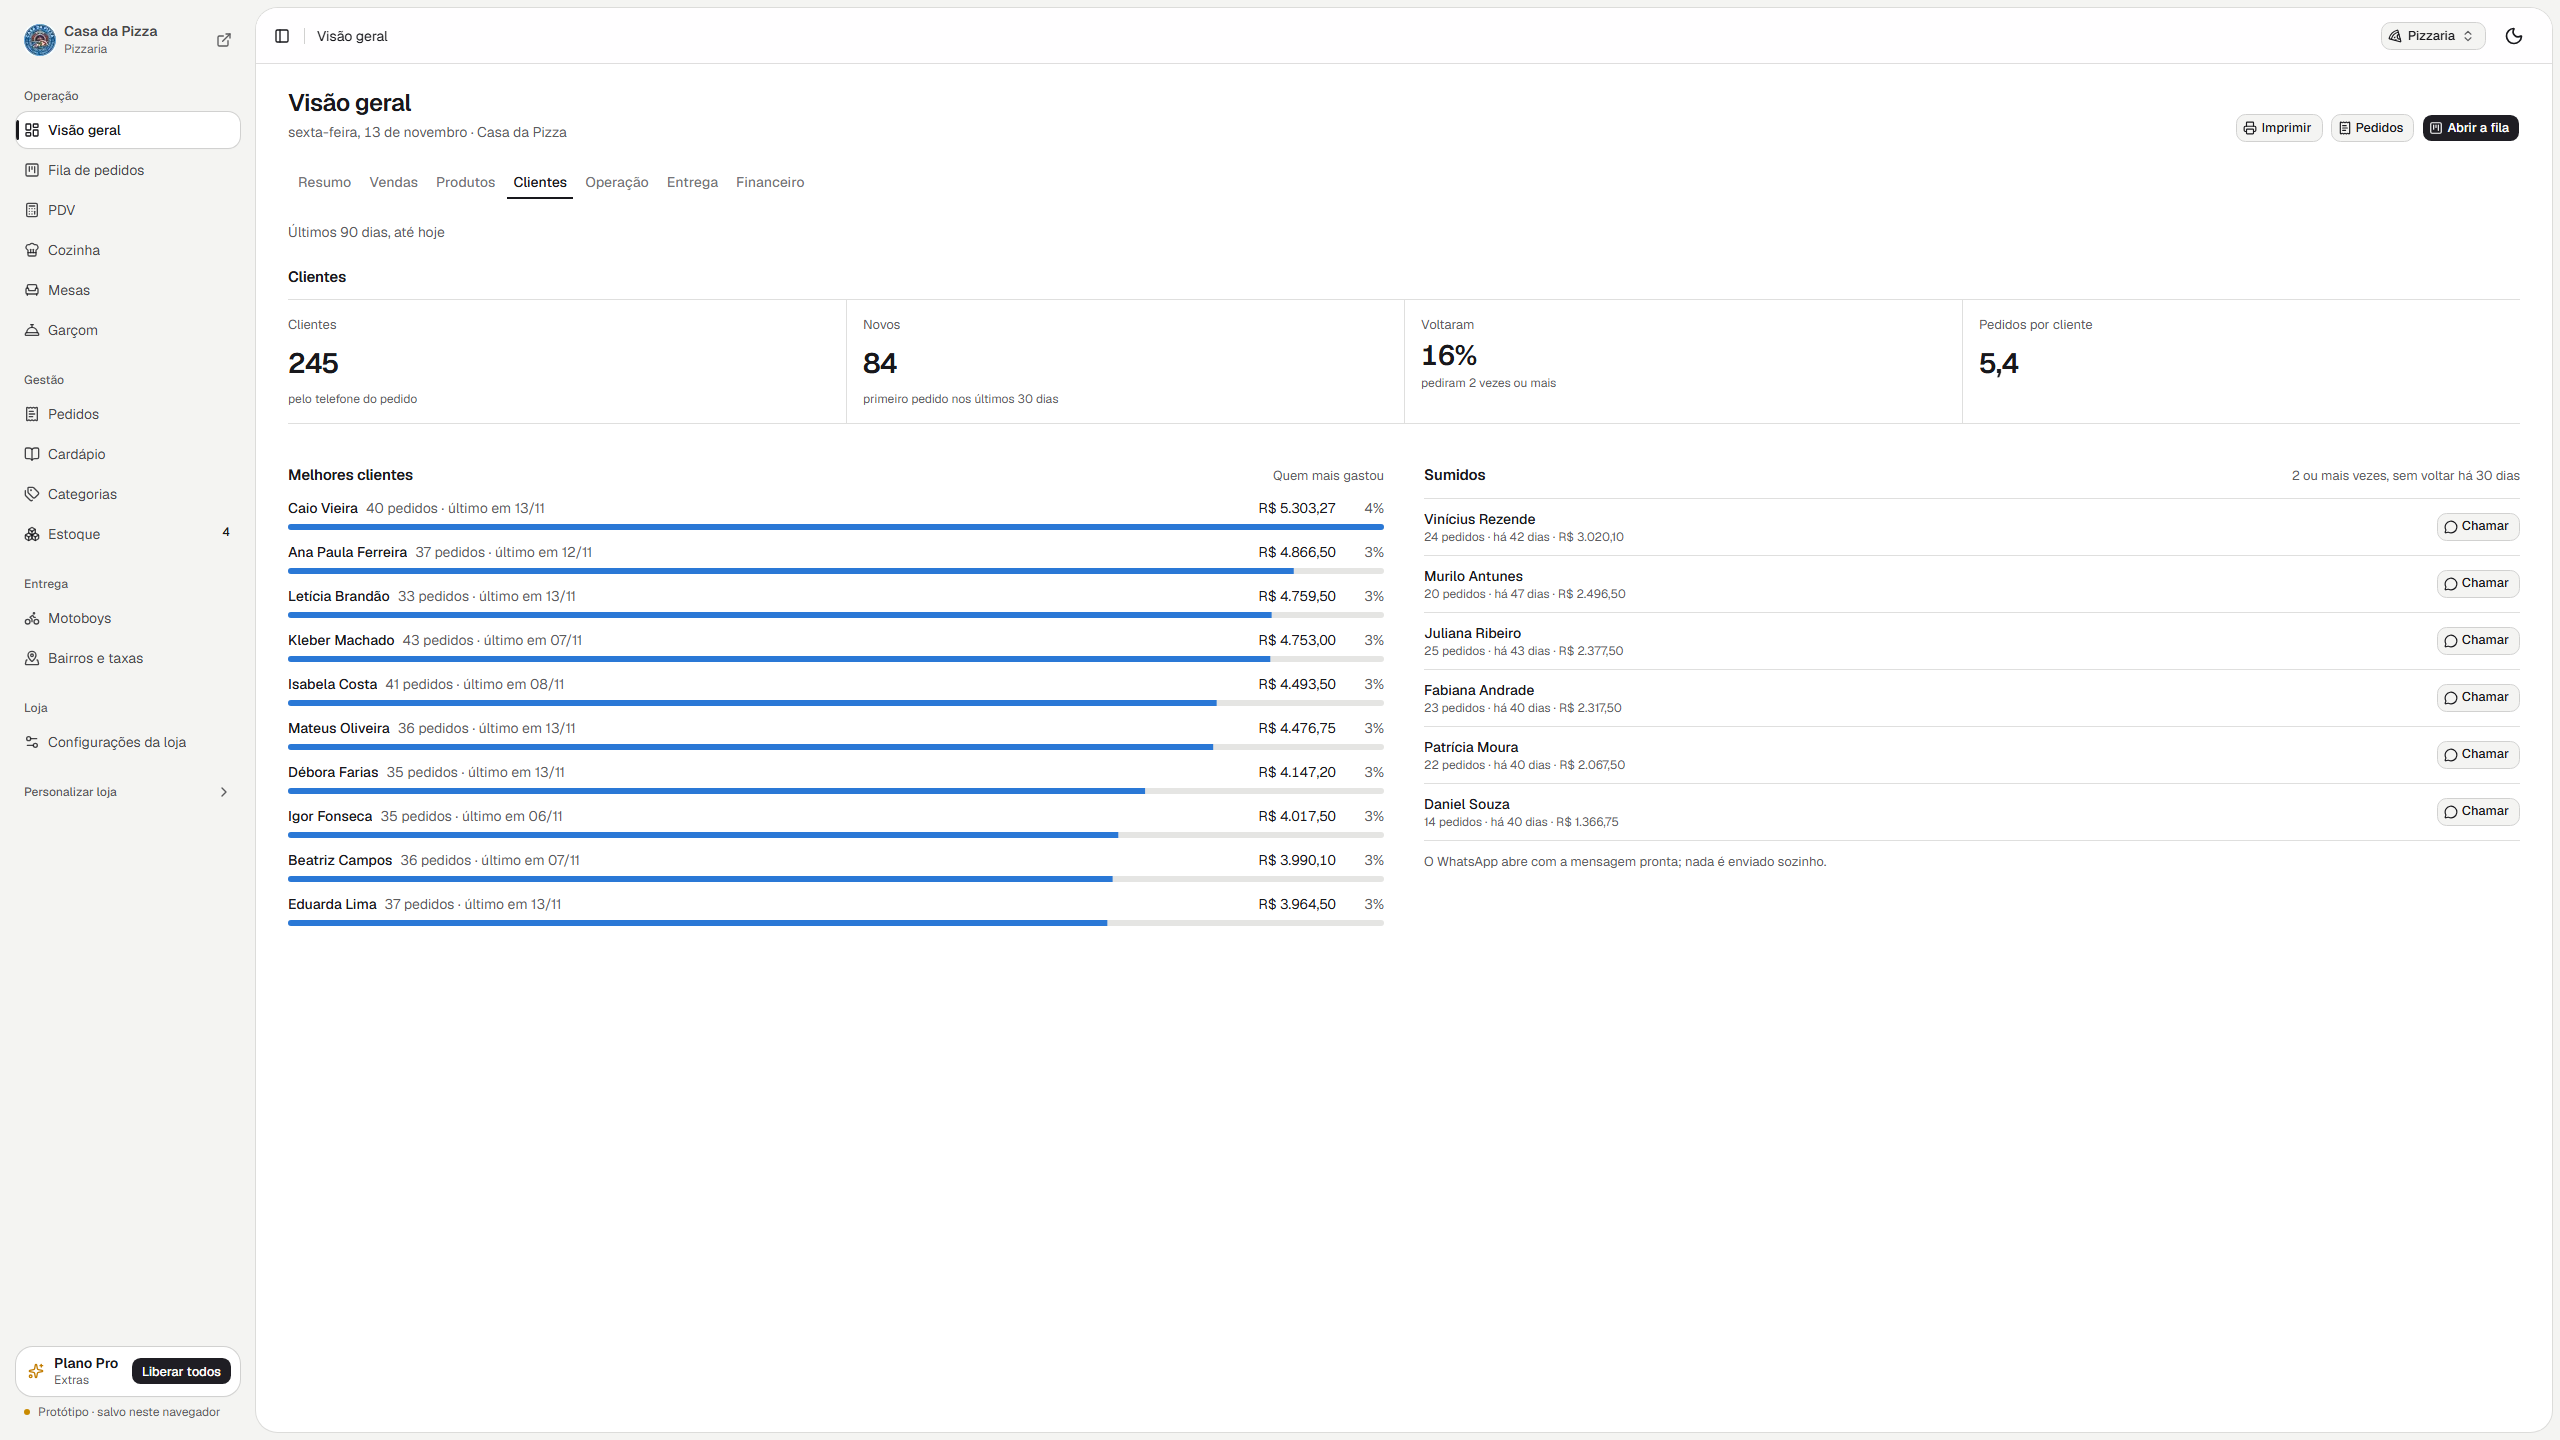 Casa da Pizza
Pizzaria
Operação
Visão geral
Fila de pedidos
PDV
Cozinha
Mesas
Garçom
Gestão
Pedidos
Cardápio
Categorias
Estoque 4
Entrega
Motoboys
Bairros e taxas
Loja
Configurações da loja
Personalizar loja
Plano Pro
Extras
Liberar todos
Protótipo · salvo neste navegador
Visão geral
Pizzaria
Visão geral
sexta-feira, 13 de novembro · Casa da Pizza
Imprimir Pedidos Abrir a fila
Resumo Vendas Produtos Clientes Operação Entrega Financeiro
Últimos 90 dias, até hoje
Clientes
Clientes
245
pelo telefone do pedido
Novos
84
primeiro pedido nos últimos 30 dias
Voltaram
16%
pediram 2 vezes ou mais
Pedidos por cliente
5,4
Melhores clientes Quem mais gastou
Caio Vieira 40 pedidos · último em 13/11 R$ 5.303,27 4%
Ana Paula Ferreira 37 pedidos · último em 12/11 R$ 4.866,50 3%
Letícia Brandão 33 pedidos · último em 13/11 R$ 4.759,50 3%
Kleber Machado 43 pedidos · último em 07/11 R$ 4.753,00 3%
Isabela Costa 41 pedidos · último em 08/11 R$ 4.493,50 3%
Mateus Oliveira 36 pedidos · último em 13/11 R$ 4.476,75 3%
Débora Farias 35 pedidos · último em 13/11 R$ 4.147,20 3%
Igor Fonseca 35 pedidos · último em 06/11 R$ 4.017,50 3%
Beatriz Campos 36 pedidos · último em 07/11 R$ 3.990,10 3%
Eduarda Lima 37 pedidos · último em 13/11 R$ 3.964,50 3%
Sumidos 2 ou mais vezes, sem voltar há 30 dias
Vinícius Rezende
24 pedidos · há 42 dias · R$ 3.020,10
Chamar
Murilo Antunes
20 pedidos · há 47 dias · R$ 2.496,50
Chamar
Juliana Ribeiro
25 pedidos · há 43 dias · R$ 2.377,50
Chamar
Fabiana Andrade
23 pedidos · há 40 dias · R$ 2.317,50
Chamar
Patrícia Moura
22 pedidos · há 40 dias · R$ 2.067,50
Chamar
Daniel Souza
14 pedidos · há 40 dias · R$ 1.366,75
Chamar
O WhatsApp abre com a mensagem pronta; nada é enviado sozinho.